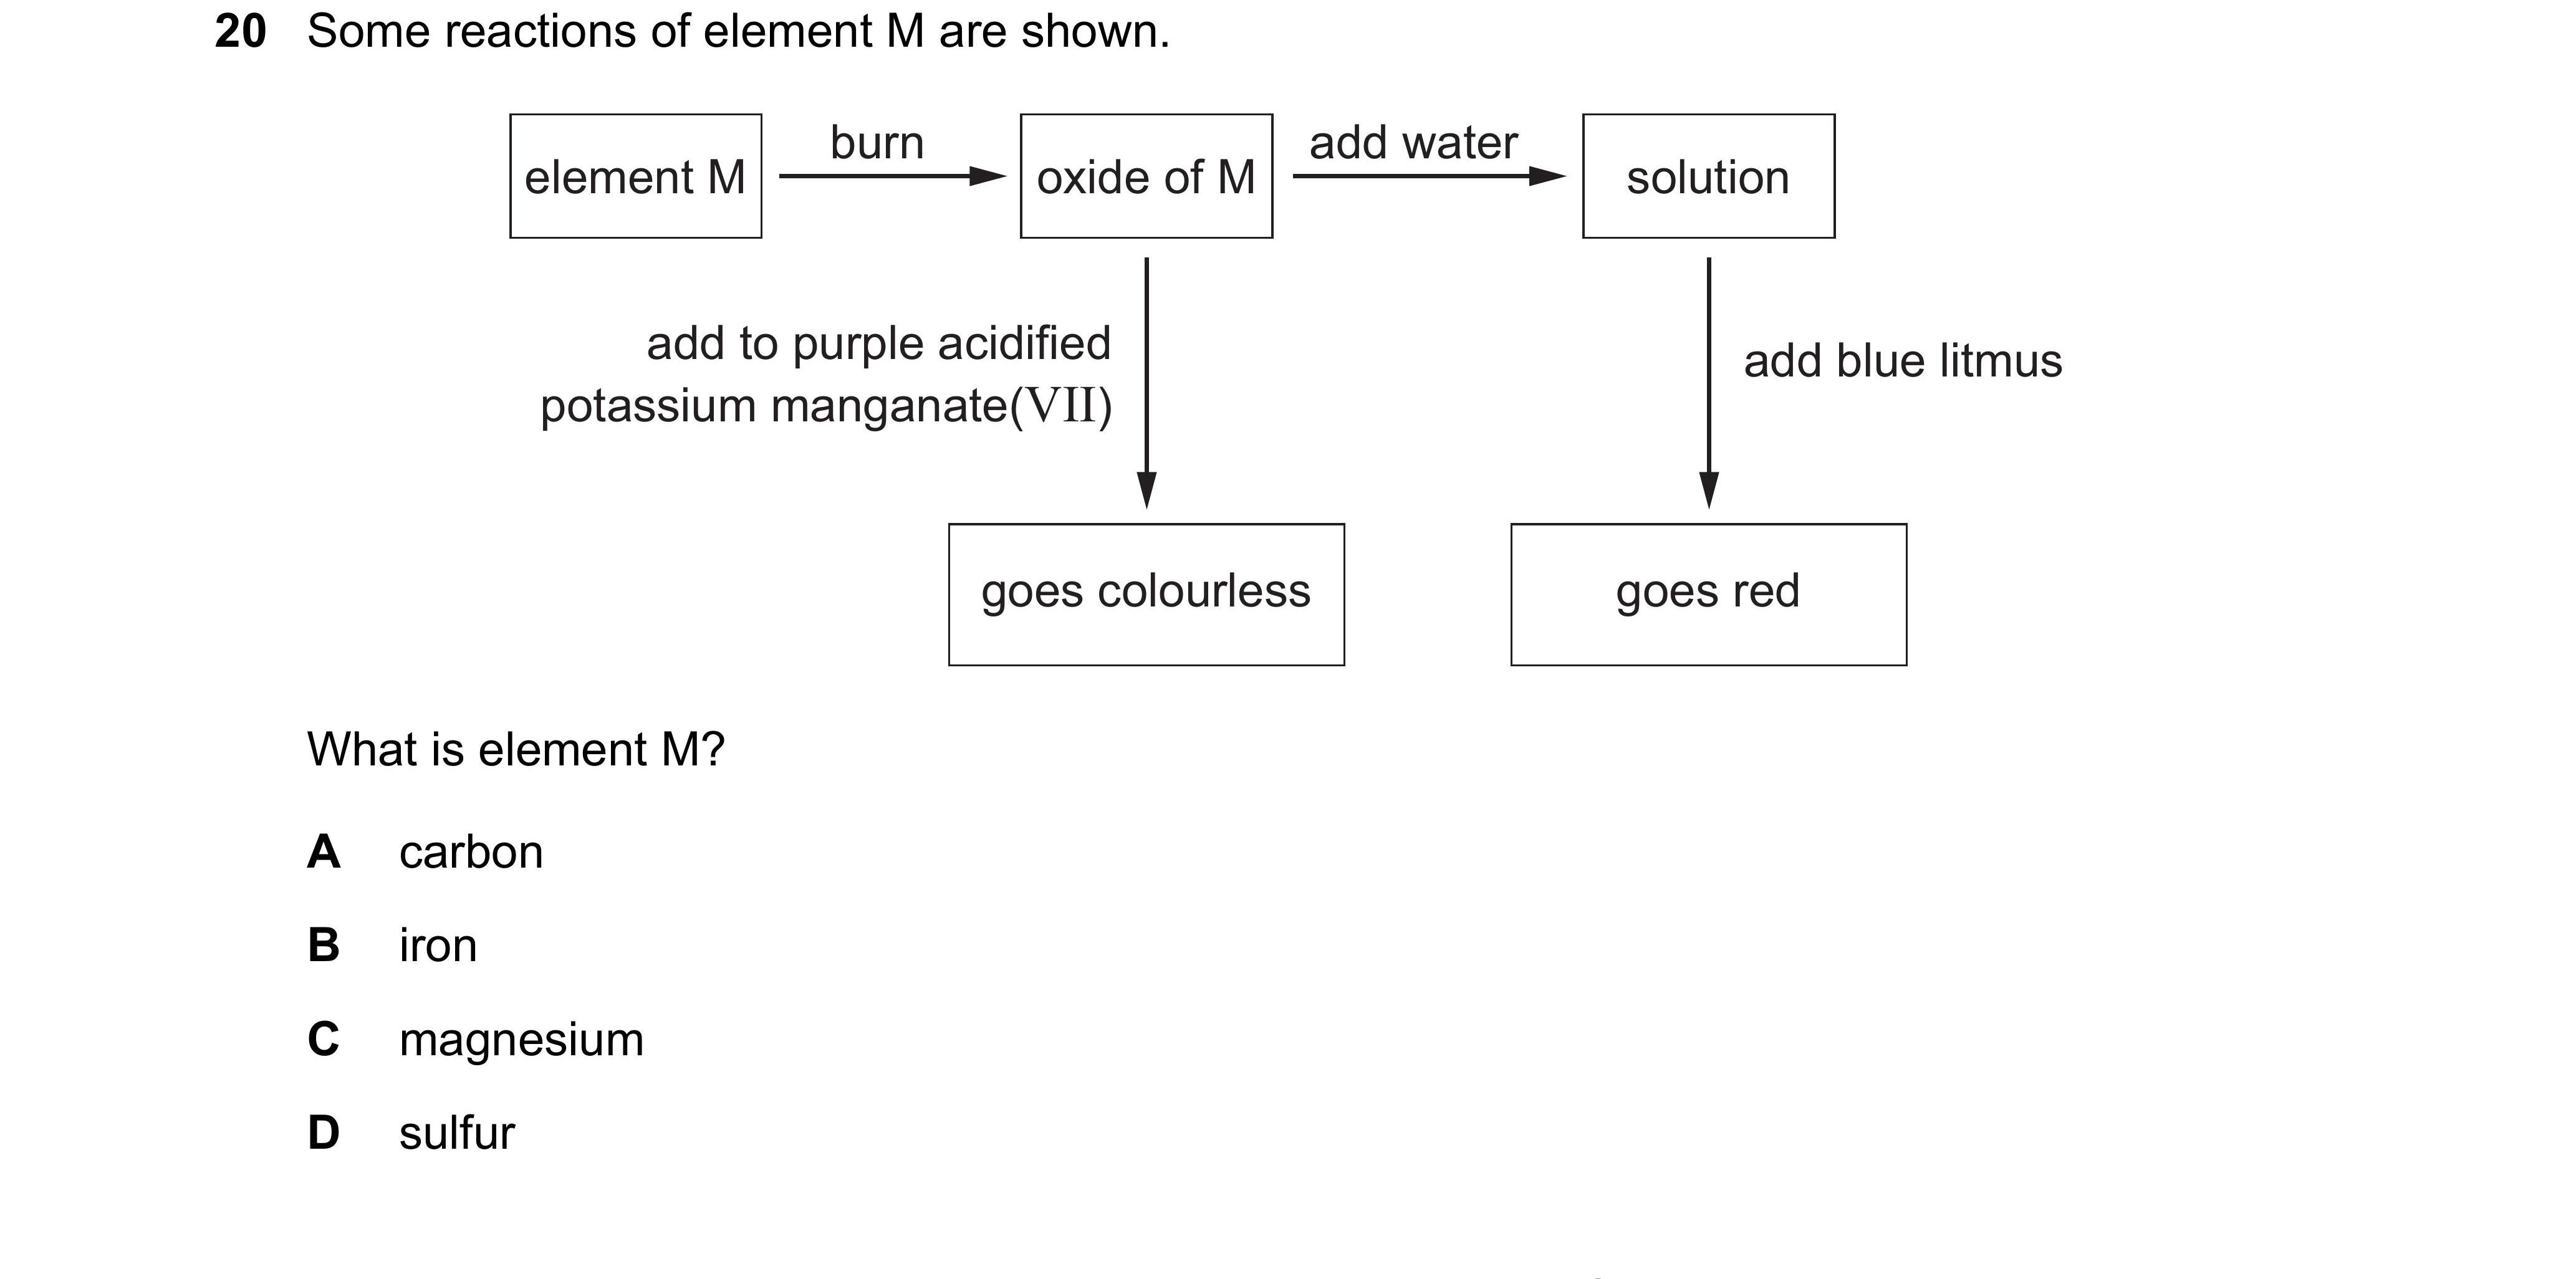 20 Some reactions of element M are shown.
element M
burn
oxide of M
add water
solution
add to purple acidified
potassium manganate(VII)
add blue litmus
goes colourless
goes red
What is element M?
A carbon
B iron
C magnesium
D sulfur